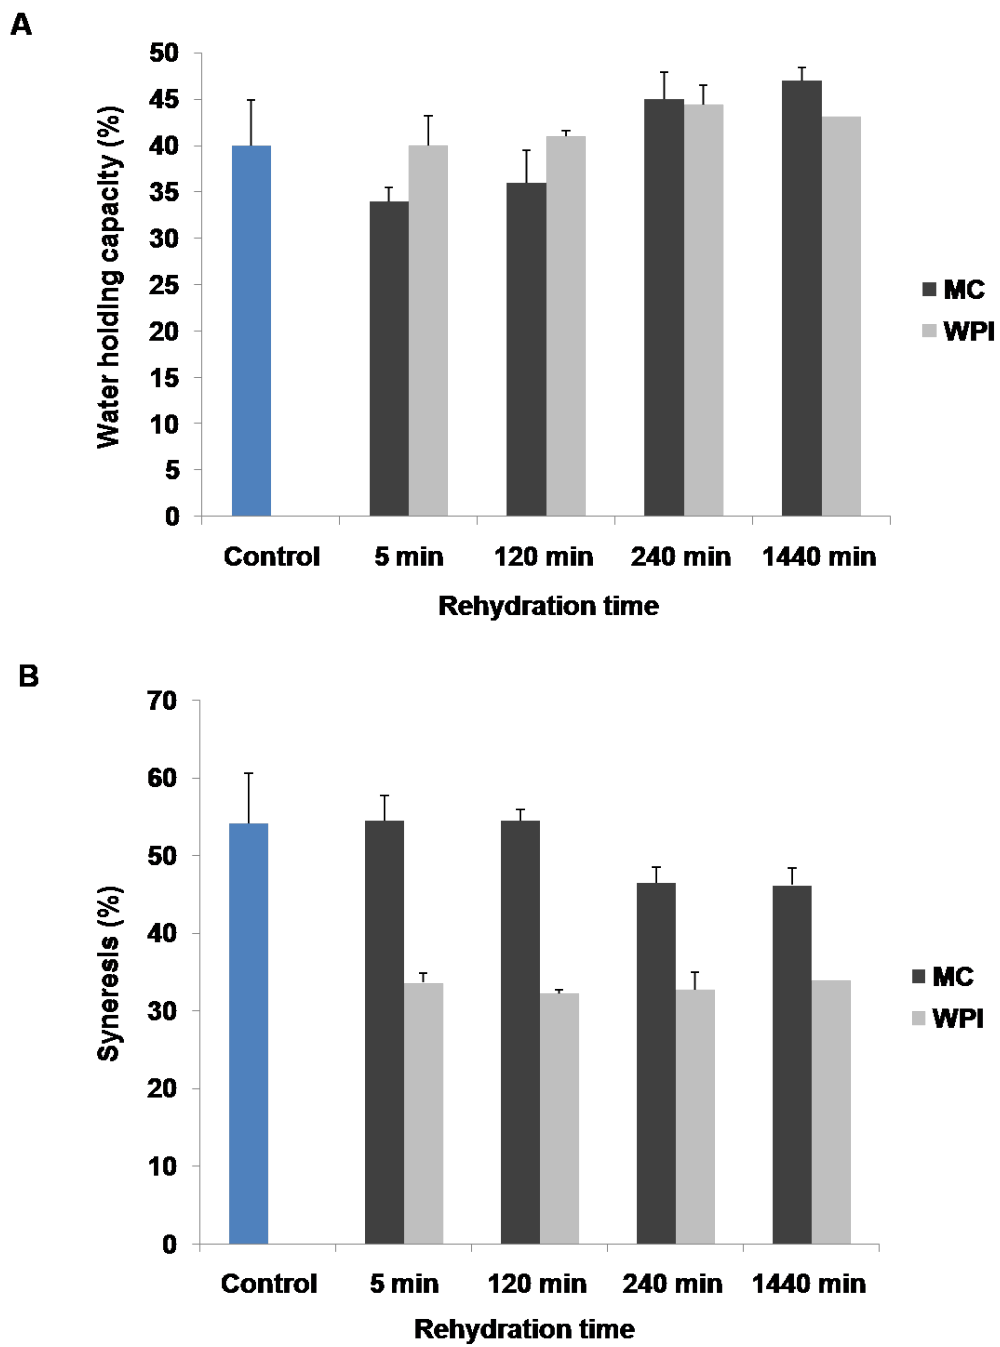 A
50
45
40
35
30
25
20
15
10
5
0
Water holding capacity (%)
MC
WPI
Control 5 min 120 min 240 min 1440 min
Rehydration time
B
70
60
50
40
30
20
10
0
Syneresis (%)
MC
WPI
Control 5 min 120 min 240 min 1440 min
Rehydration time